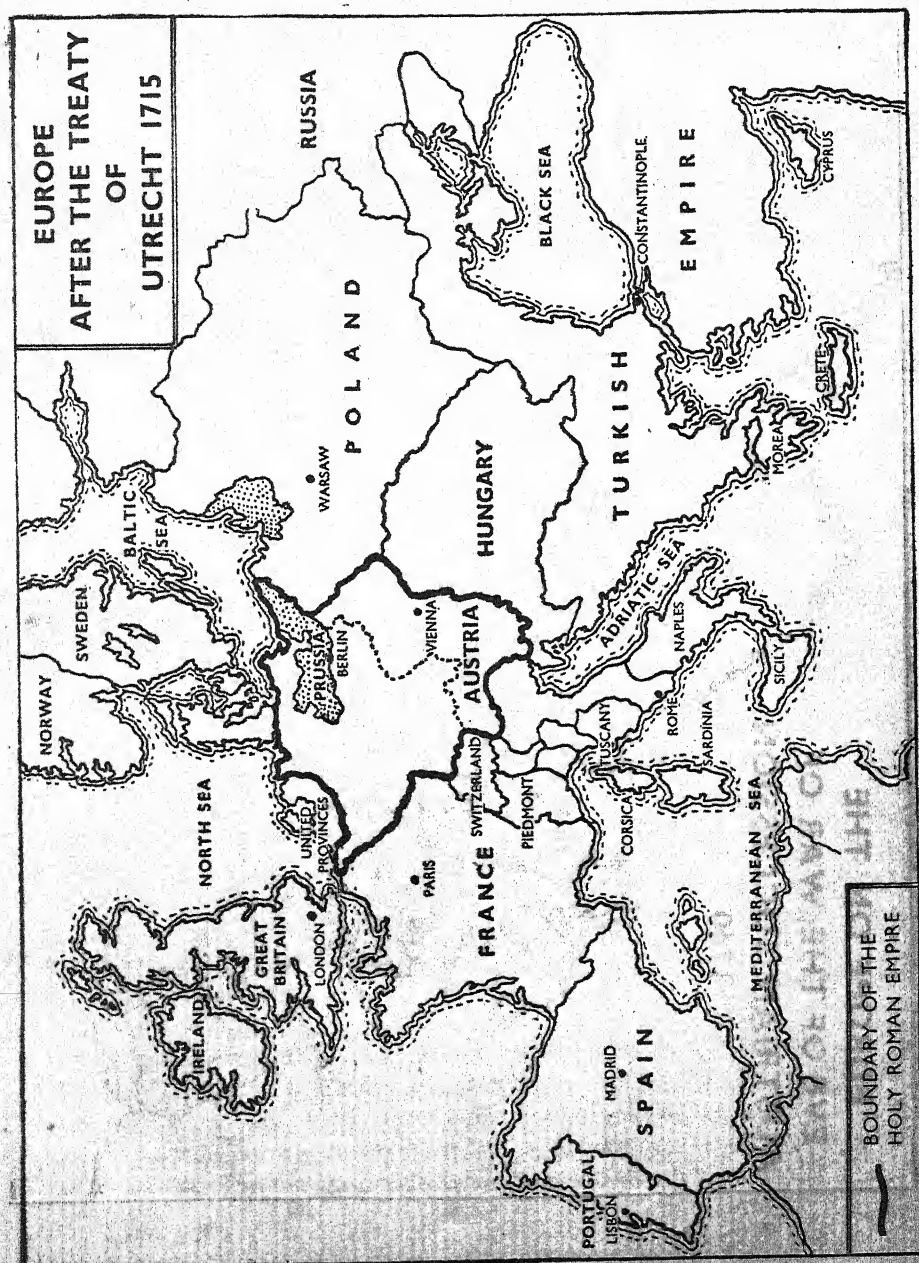 EUROPE
AFTER THE TREATY
OF
UTRECHT 1715
NORWAY
SWEDEN
BALTIC
SEA
RUSSIA
NORTH SEA
IRELAND
GREAT
BRITAIN
LONDON
UNITED
PROVINCES
PRUSSIA
BERLIN
WARSAW
POLAND
PARIS
FRANCE
SWITZERLAND
PIEDMONT
VIENNA
AUSTRIA
HUNGARY
BLACK SEA
CONSTANTINOPLE
TURKISH
EMPIRE
ADRIATIC SEA
TUSCANY
ROME
NAPLES
CORSICA
SARDINIA
SICILY
MOREA
CRETE
CYPRUS
PORTUGAL
LISBON
MADRID
SPAIN
MEDITERRANEAN SEA
BOUNDARY OF THE
HOLY ROMAN EMPIRE